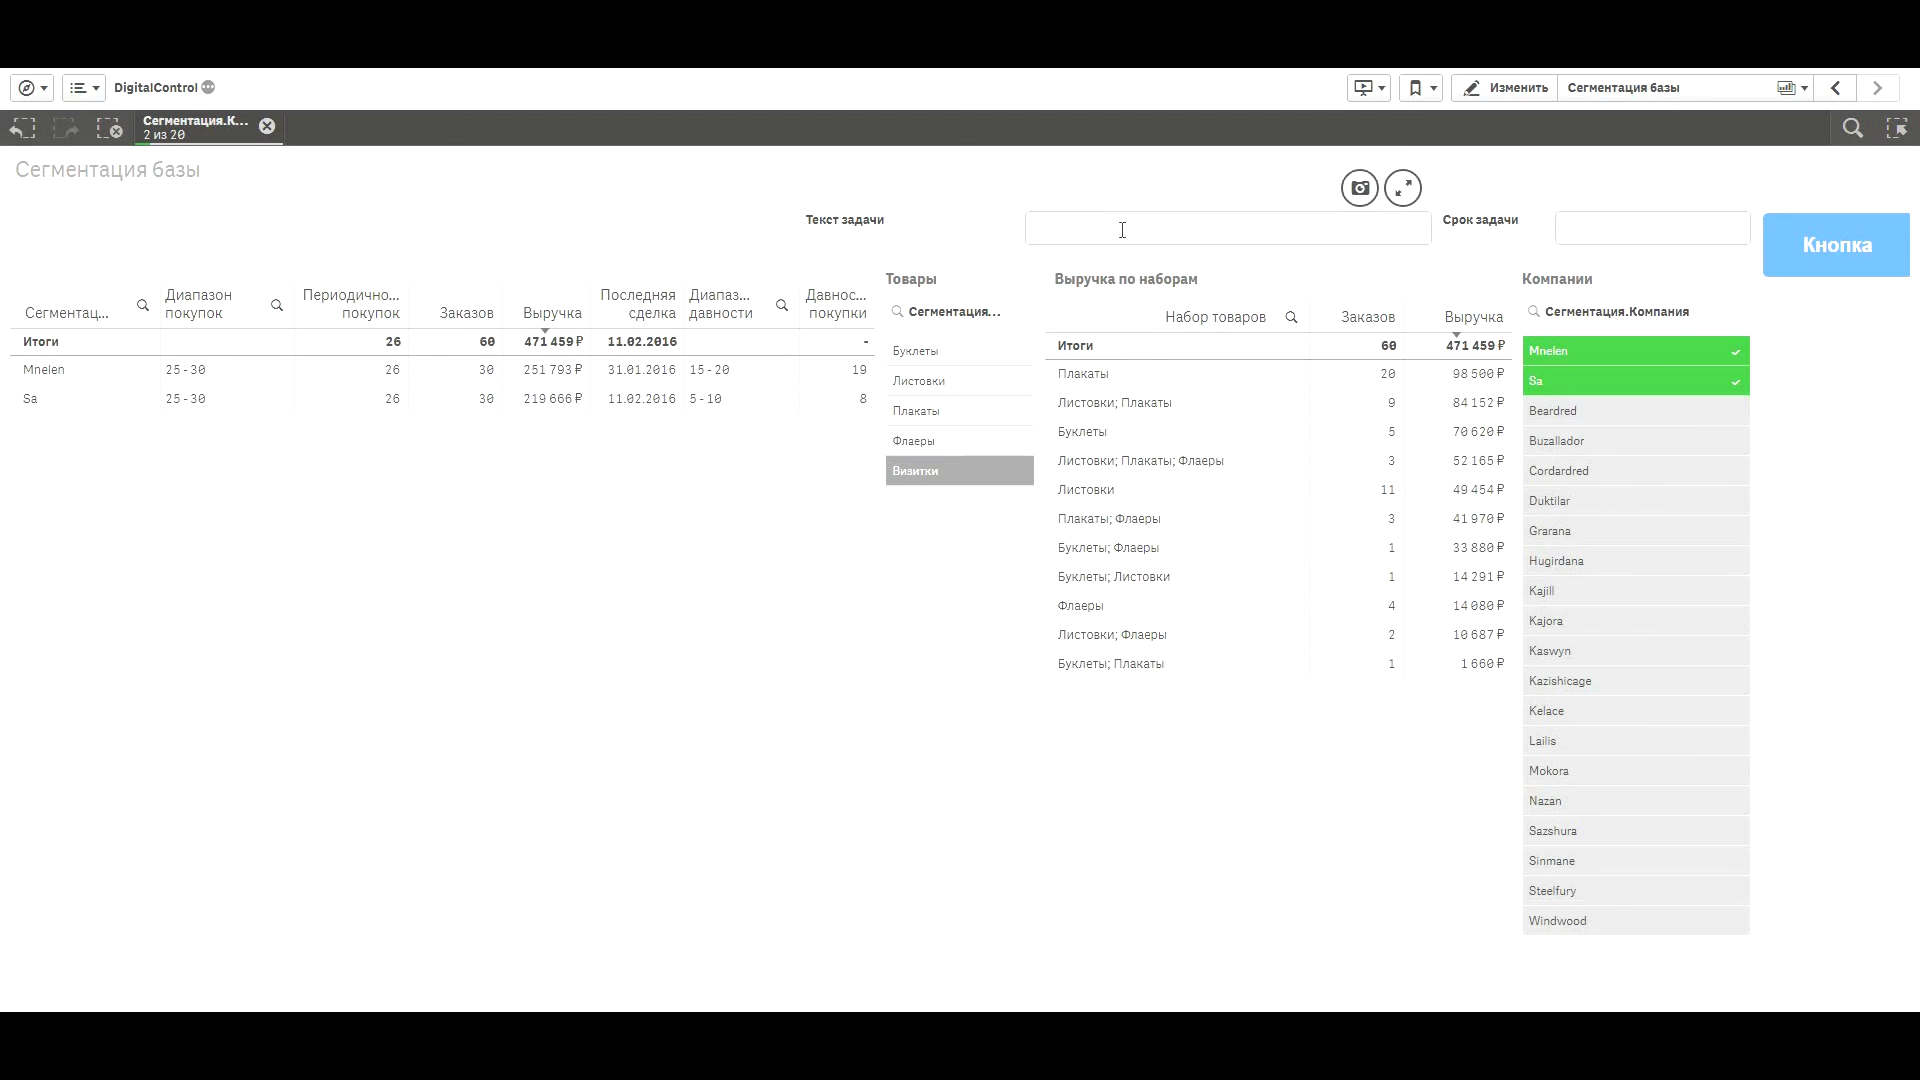 DigitalControl
Изменить
Сегментация базы
Сегментация.К...
2 из 20
Сегментация базы
Текст задачи
Срок задачи
Кнопка
Сегментац... Диапазон покупок Периодично... покупок Заказов Выручка Последняя сделка Диапаз... давности Давнос... покупки
Итоги 26 60 471 459 ₽ 11.02.2016 -
Mnelen 25 - 30 26 30 251 793 ₽ 31.01.2016 15 - 20 19
Sa 25 - 30 26 30 219 666 ₽ 11.02.2016 5 - 10 8
Товары
Сегментация...
Буклеты
Листовки
Плакаты
Флаеры
Визитки
Выручка по наборам
Набор товаров Заказов Выручка
Итоги 60 471 459 ₽
Плакаты 20 98 500 ₽
Листовки; Плакаты 9 84 152 ₽
Буклеты 5 70 620 ₽
Листовки; Плакаты; Флаеры 3 52 165 ₽
Листовки 11 49 454 ₽
Плакаты; Флаеры 3 41 970 ₽
Буклеты; Флаеры 1 33 880 ₽
Буклеты; Листовки 1 14 291 ₽
Флаеры 4 14 080 ₽
Листовки; Флаеры 2 10 687 ₽
Буклеты; Плакаты 1 1 660 ₽
Компании
Сегментация.Компания
Mnelen
Sa
Beardred
Buzallador
Cordardred
Duktilar
Grarana
Hugirdana
Kajill
Kajora
Kaswyn
Kazishicage
Kelace
Lailis
Mokora
Nazan
Sazshura
Sinmane
Steelfury
Windwood